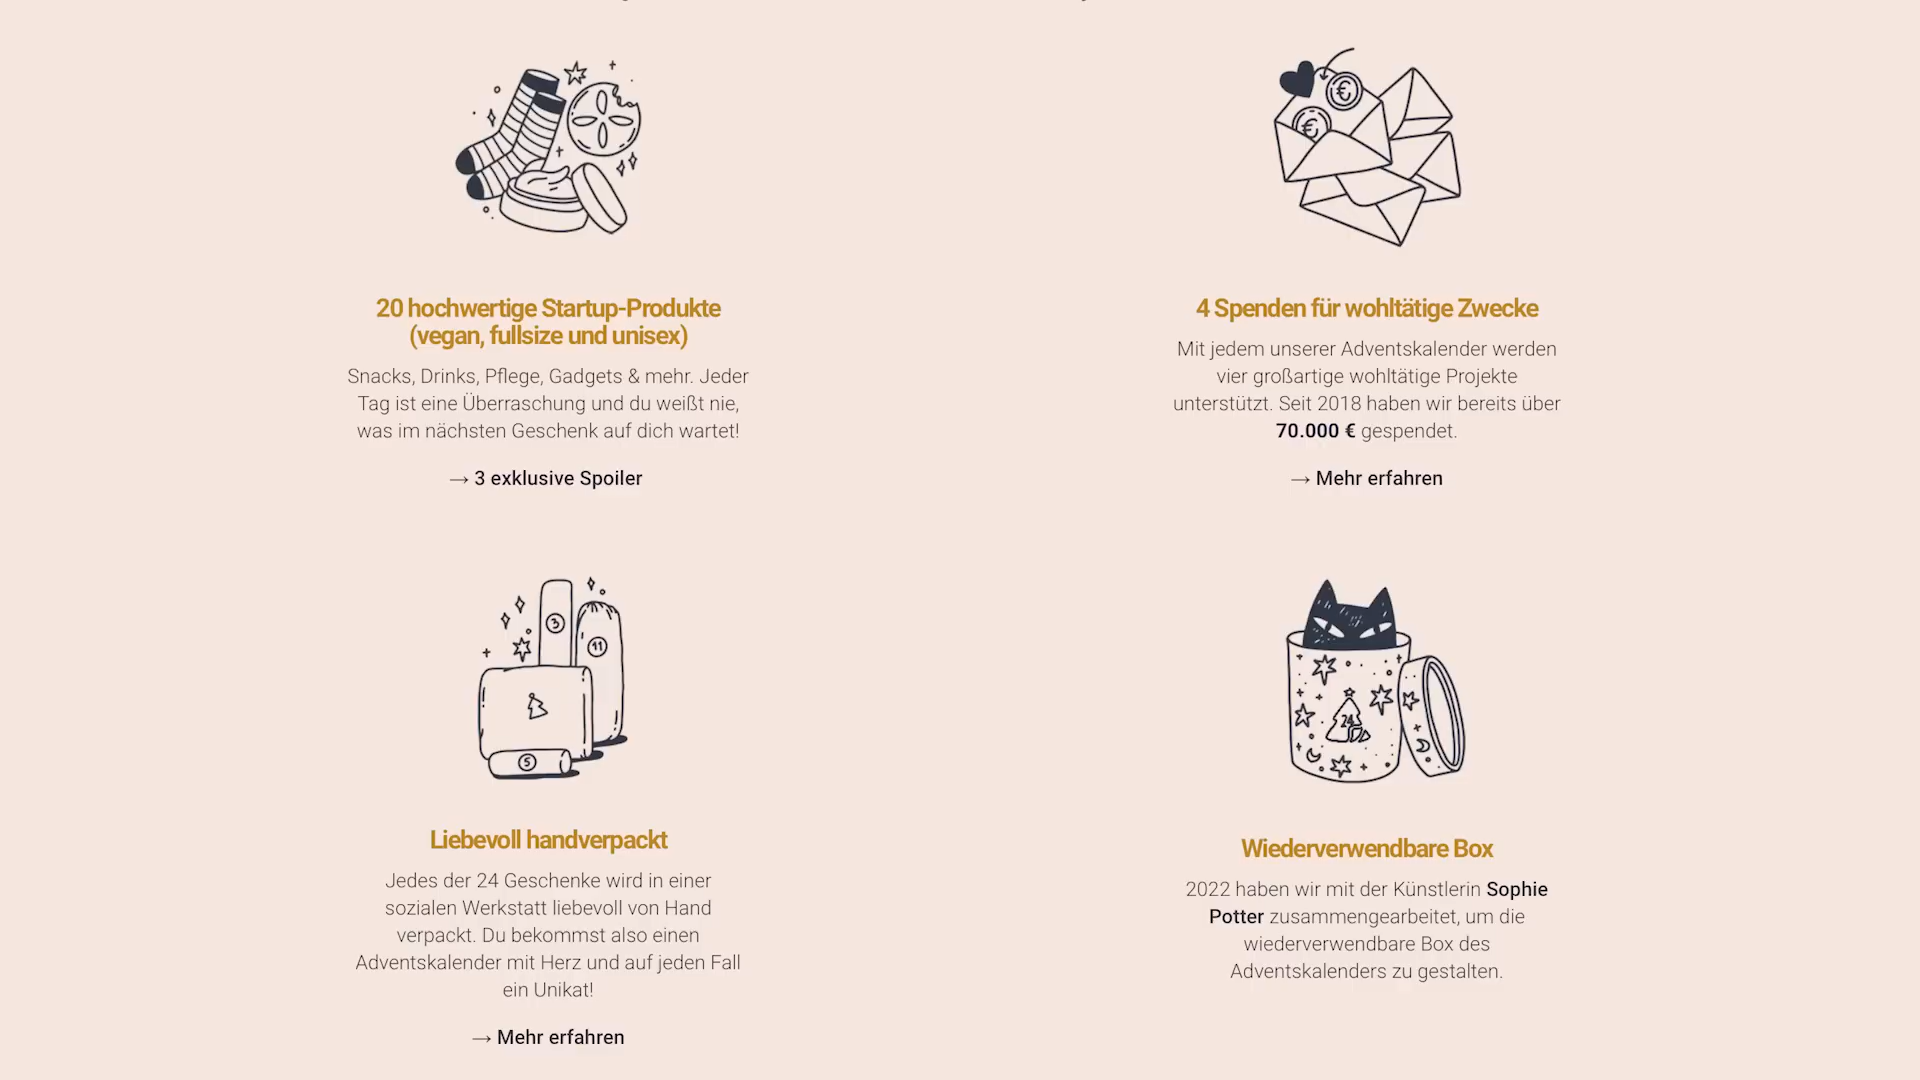 20 hochwertige Startup-Produkte
(vegan, fullsize und unisex)
Snacks, Drinks, Pflege, Gadgets & mehr. Jeder
Tag ist eine Überraschung und du weißt nie,
was im nächsten Geschenk auf dich wartet!
→ 3 exklusive Spoiler
€
€
4 Spenden für wohltätige Zwecke
Mit jedem unserer Adventskalender werden
vier großartige wohltätige Projekte
unterstützt. Seit 2018 haben wir bereits über
70.000 € gespendet.
→ Mehr erfahren
3
11
5
Liebevoll handverpackt
Jedes der 24 Geschenke wird in einer
sozialen Werkstatt liebevoll von Hand
verpackt. Du bekommst also einen
Adventskalender mit Herz und auf jeden Fall
ein Unikat!
→ Mehr erfahren
24
Wiederverwendbare Box
2022 haben wir mit der Künstlerin Sophie
Potter zusammengearbeitet, um die
wiederverwendbare Box des
Adventskalenders zu gestalten.